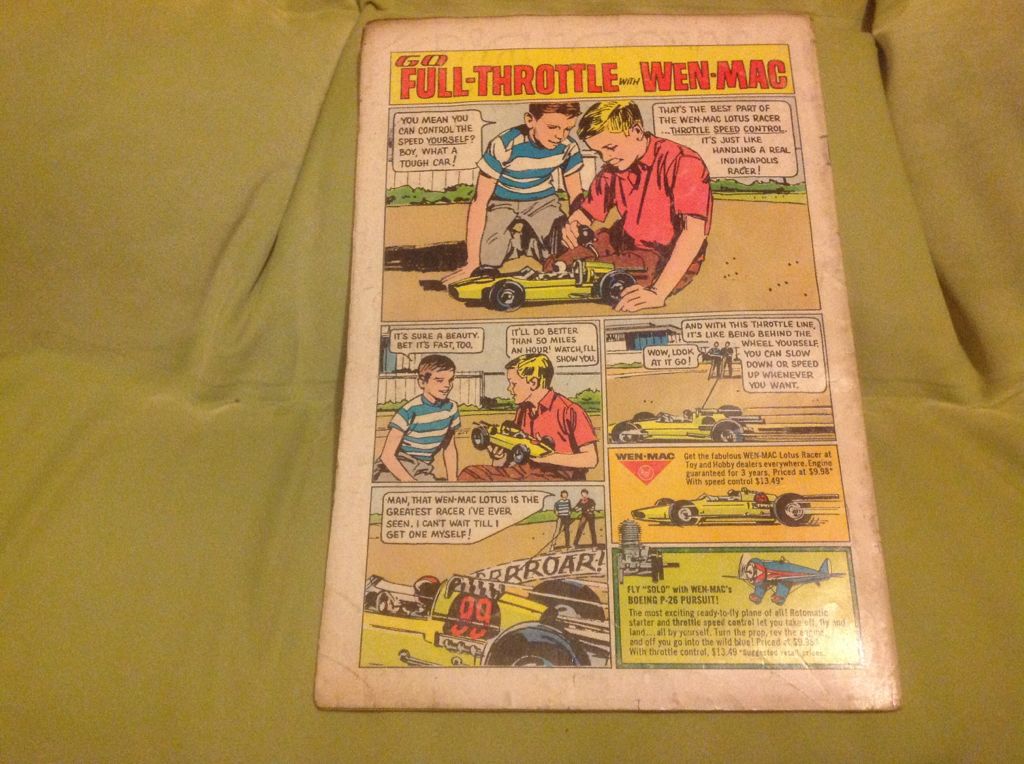 GO
FULL-THROTTLE WITH WEN-MAC
YOU MEAN YOU
CAN CONTROL THE
SPEED YOURSELF?
BOY, WHAT A
TOUGH CAR!
THAT'S THE BEST PART OF
THE WEN-MAC LOTUS RACER
...THROTTLE SPEED CONTROL.
IT'S JUST LIKE
HANDLING A REAL
INDIANAPOLIS
RACER!
IT'S SURE A BEAUTY.
BET IT'S FAST, TOO.
IT'LL DO BETTER
THAN 50 MILES
AN HOUR! WATCH, I'LL
SHOW YOU.
WOW, LOOK
AT IT GO!
AND WITH THIS THROTTLE LINE,
IT'S LIKE BEING BEHIND THE
WHEEL YOURSELF.
YOU CAN SLOW
DOWN OR SPEED
UP WHENEVER
YOU WANT.
MAN, THAT WEN-MAC LOTUS IS THE
GREATEST RACER I'VE EVER
SEEN. I CAN'T WAIT TILL I
GET ONE MYSELF!
RRROAR!
99
WEN-MAC
Get the fabulous WEN-MAC Lotus Racer at
Toy and Hobby dealers everywhere. Engine
guaranteed for 3 years. Priced at $9.98*
With speed control $13.49*
FLY "SOLO" with WEN-MAC's
BOEING P-26 PURSUIT!
The most exciting ready-to-fly plane of all! Rotomatic
starter and throttle speed control let you take off, fly and
land....all by yourself. Turn the prop, rev the engine
and off you go into the wild blue! Priced at $9.98*
With throttle control, $13.49 *Suggested retail prices.